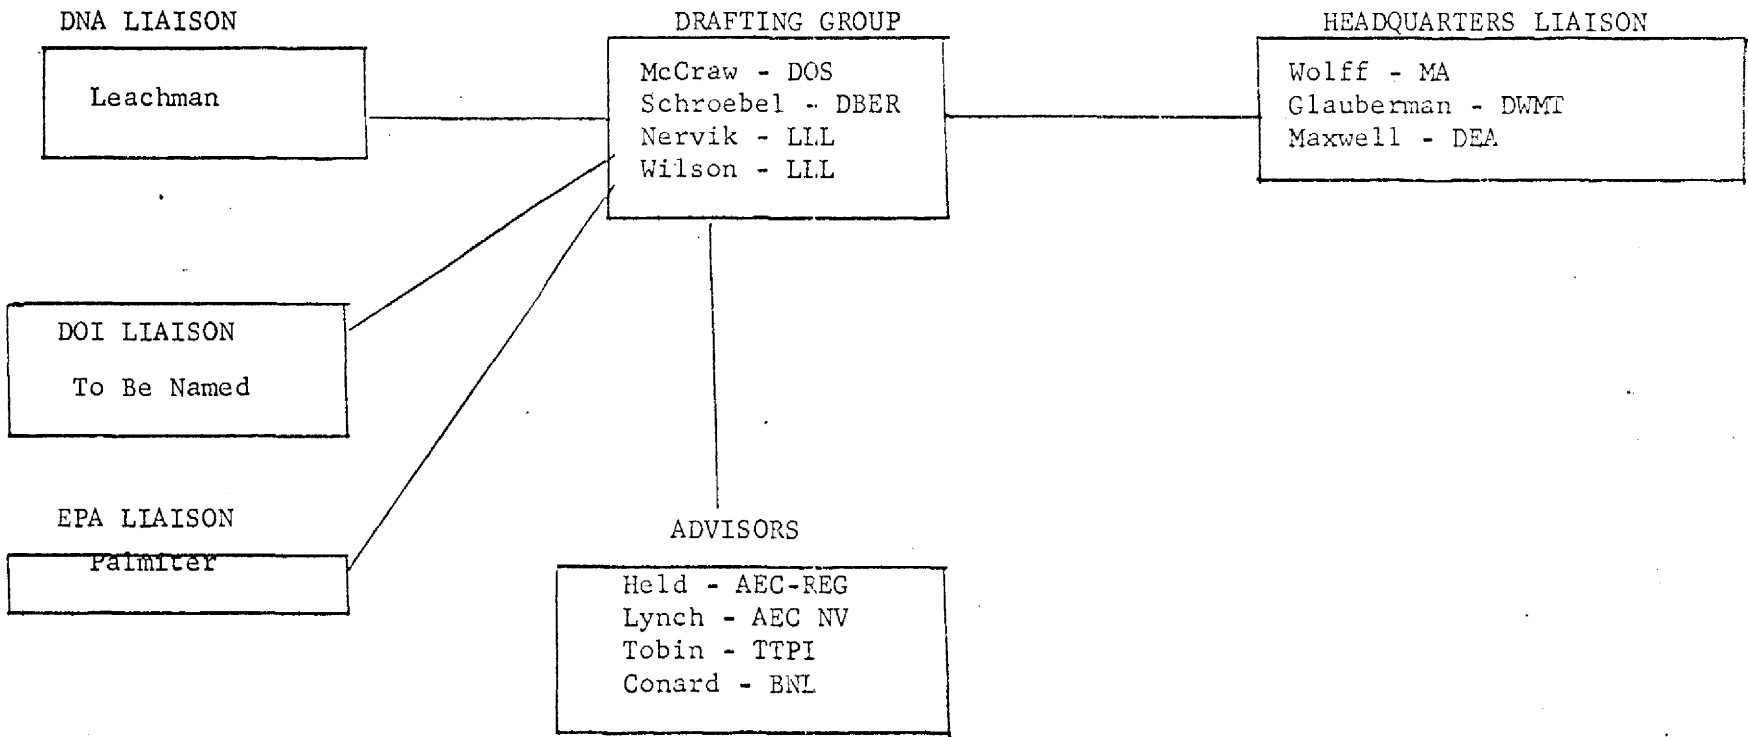 DNA LIAISON
Leachman
DRAFTING GROUP
McCraw - DOS
Schroebel - DBER
Nervik - LLL
Wilson - LLL
HEADQUARTERS LIAISON
Wolff - MA
Glauberman - DWMT
Maxwell - DEA
DOI LIAISON
To Be Named
EPA LIAISON
Palmiter
ADVISORS
Held - AEC-REG
Lynch - AEC NV
Tobin - TTPI
Conard - BNL